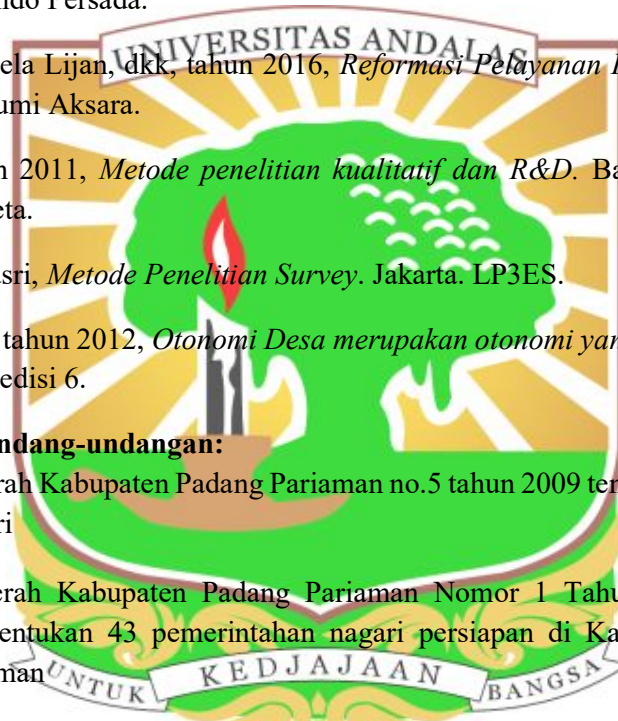 ndo Persada.
UNIVERSITAS ANDALAS
ela Lijan, dkk, tahun 2016, Reformasi Pelayanan
umi Aksara.
n 2011, Metode penelitian kualitatif dan R&D. Ba
eta.
sri, Metode Penelitian Survey. Jakarta. LP3ES.
tahun 2012, Otonomi Desa merupakan otonomi yan
edisi 6.
ndang-undangan:
rah Kabupaten Padang Pariaman no.5 tahun 2009 ten
ri
erah Kabupaten Padang Pariaman Nomor 1 Tahu
entukan 43 pemerintahan nagari persiapan di Ka
man
UNTUK KEDJAJAAN BANGSA